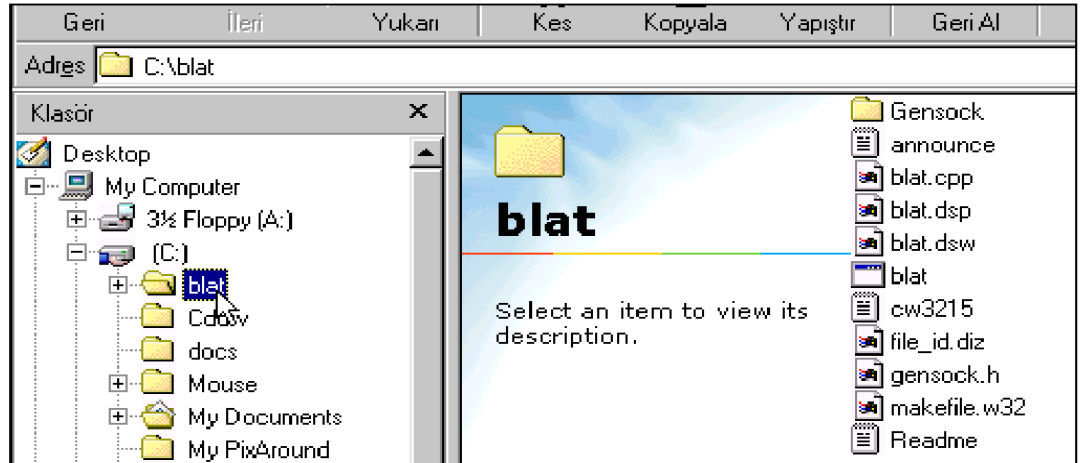 Geri İleri Yukarı Kes Kopyala Yapıştır Geri Al
Adres C:\blat
Klasör
Desktop
My Computer
3½ Floppy (A:)
(C:)
blat
docs
Mouse
My Documents
My PixAround
blat
Select an item to view its
description.
Gensock
announce
blat.cpp
blat.dsp
blat.dsw
blat
cw3215
file_id.diz
gensock.h
makefile.w32
Readme